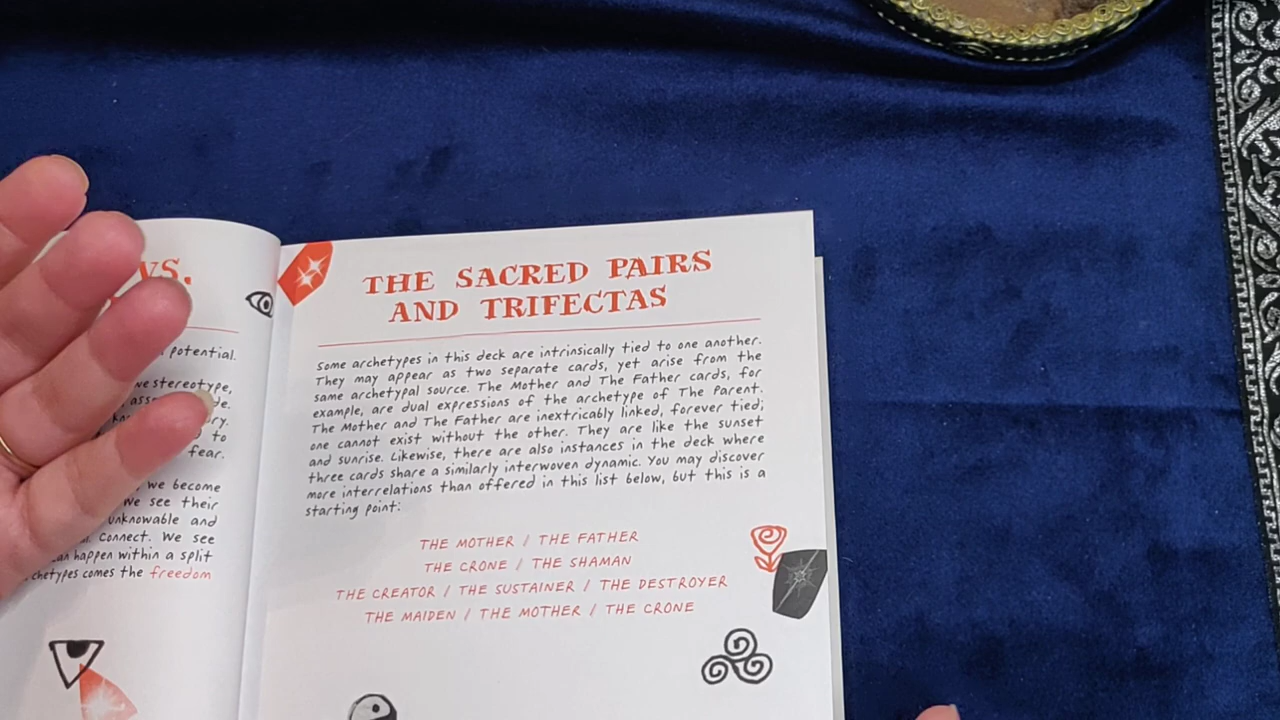 VS.
potential.
stereotype,
to
fear.
we become
we see their
unknowable and
Connect. We see
can happen within a split
comes the freedom
THE SACRED PAIRS
AND TRIFECTAS
Some archetypes in this deck are intrinsically tied to one another.
They may appear as two separate cards, yet arise from the
same archetypal source. The Mother and The Father cards, for
example, are dual expressions of the archetype of The Parent.
The Mother and The Father are inextricably linked, forever tied;
one cannot exist without the other. They are like the sunset
and sunrise. Likewise, there are also instances in the deck where
three cards share a similarly interwoven dynamic. You may discover
more interrelations than offered in this list below, but this is a
starting point:
THE MOTHER / THE FATHER
THE CRONE / THE SHAMAN
THE CREATOR / THE SUSTAINER / THE DESTROYER
THE MAIDEN / THE MOTHER / THE CRONE